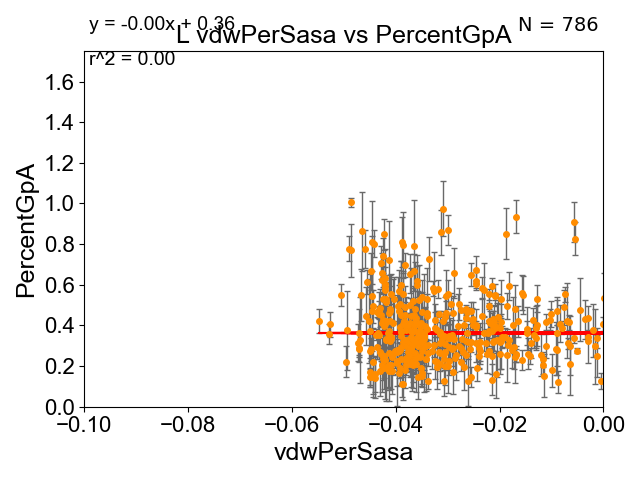 y = -0.00x + 0.36
N = 786
L vdwPerSasa vs PercentGpA
r^2 = 0.00
1.6
1.4
1.2
1.0
0.8
0.6
0.4
0.2
0.0
PercentGpA
−0.10 −0.08 −0.06 −0.04 −0.02 0.00
vdwPerSasa